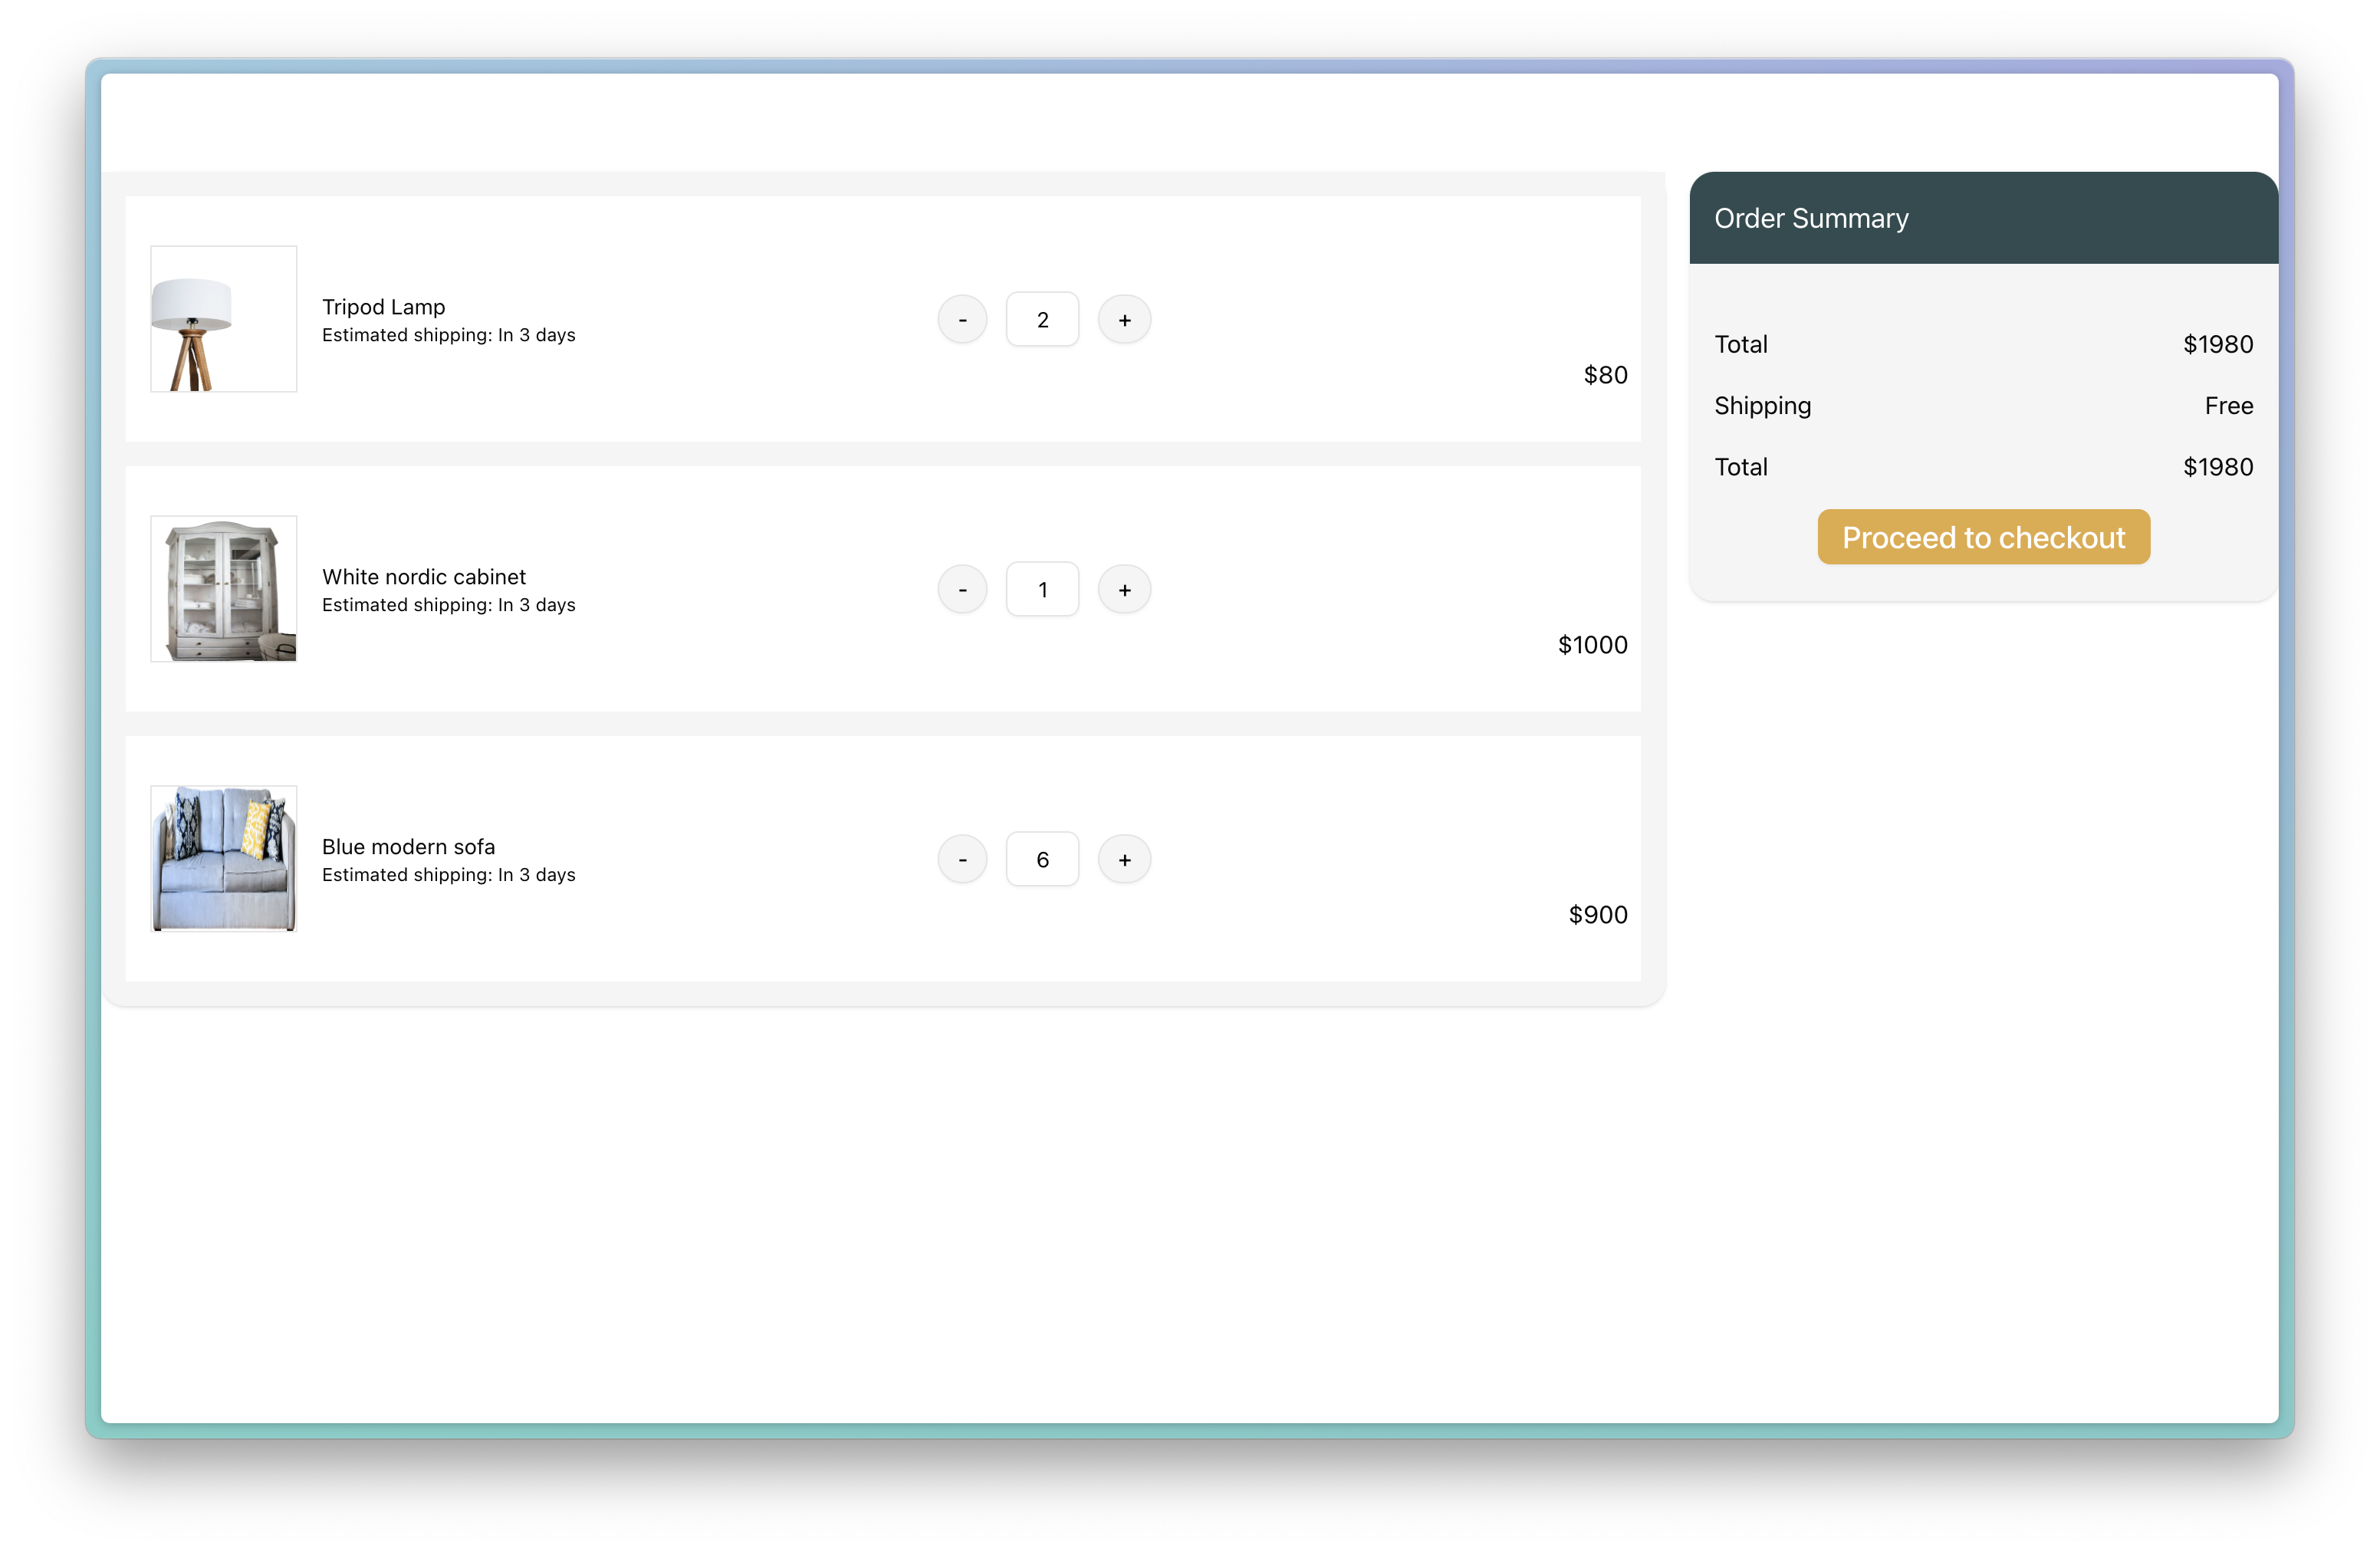 Tripod Lamp
Estimated shipping: In 3 days
- 2 +
$80
White nordic cabinet
Estimated shipping: In 3 days
- 1 +
$1000
Blue modern sofa
Estimated shipping: In 3 days
- 6 +
$900
Order Summary
Total $1980
Shipping Free
Total $1980
Proceed to checkout